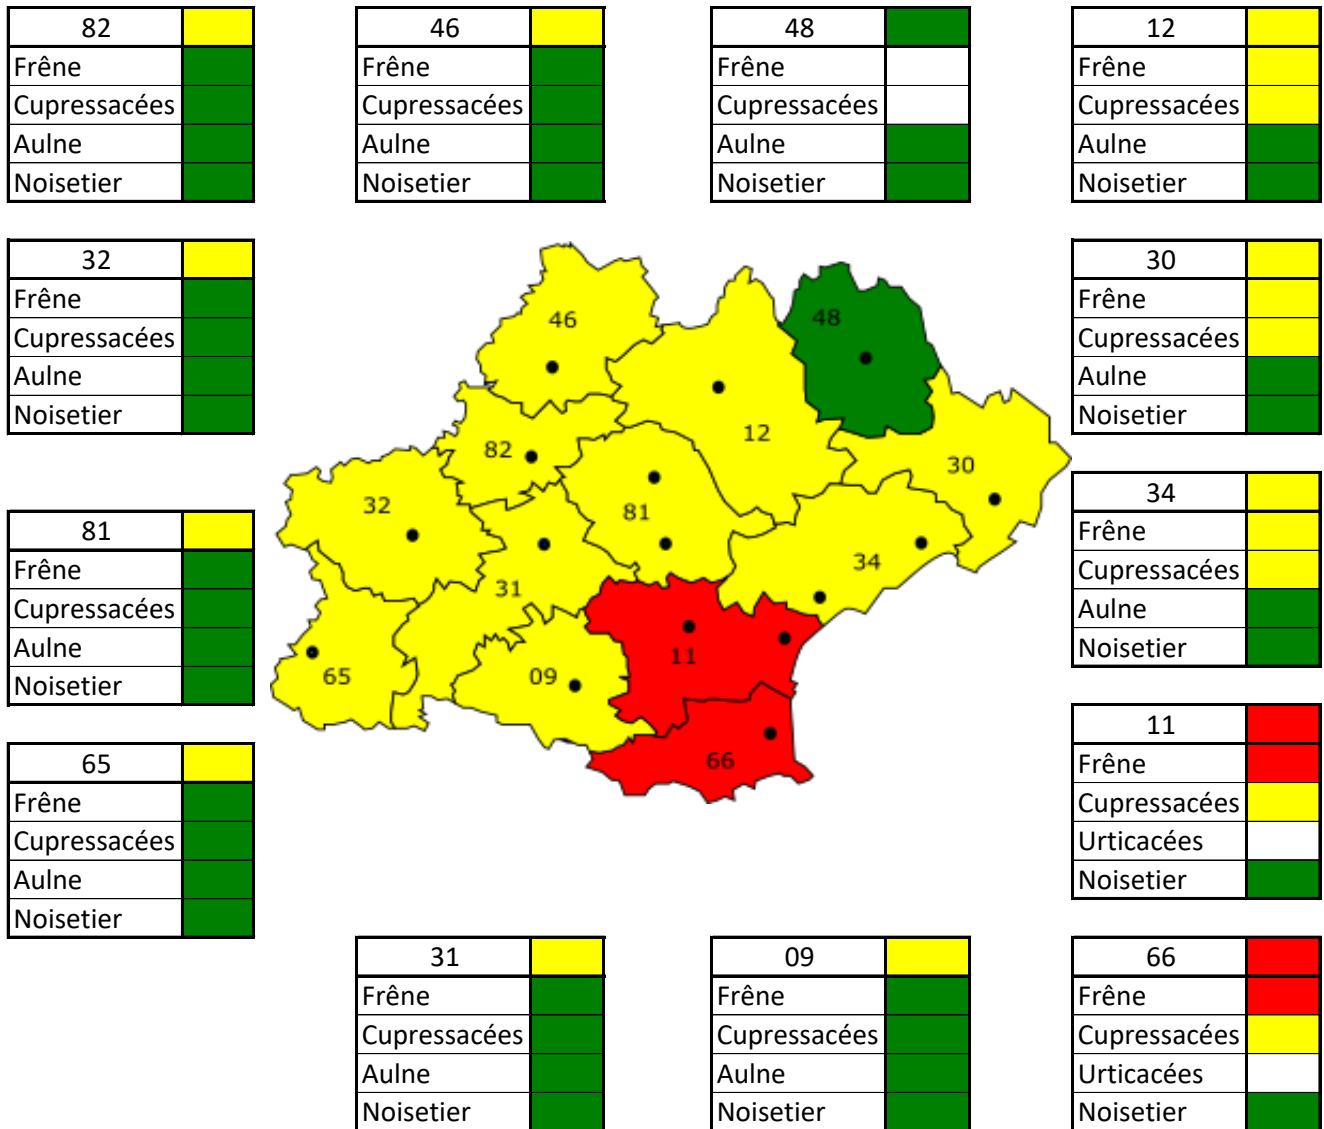 82
Frêne
Cupressacées
Aulne
Noisetier
46
Frêne
Cupressacées
Aulne
Noisetier
48
Frêne
Cupressacées
Aulne
Noisetier
12
Frêne
Cupressacées
Aulne
Noisetier
32
Frêne
Cupressacées
Aulne
Noisetier
30
Frêne
Cupressacées
Aulne
Noisetier
46
48
12
82
30
32
81
34
31
11
65
09
66
81
Frêne
Cupressacées
Aulne
Noisetier
34
Frêne
Cupressacées
Aulne
Noisetier
65
Frêne
Cupressacées
Aulne
Noisetier
11
Frêne
Cupressacées
Urticacées
Noisetier
31
Frêne
Cupressacées
Aulne
Noisetier
09
Frêne
Cupressacées
Aulne
Noisetier
66
Frêne
Cupressacées
Urticacées
Noisetier